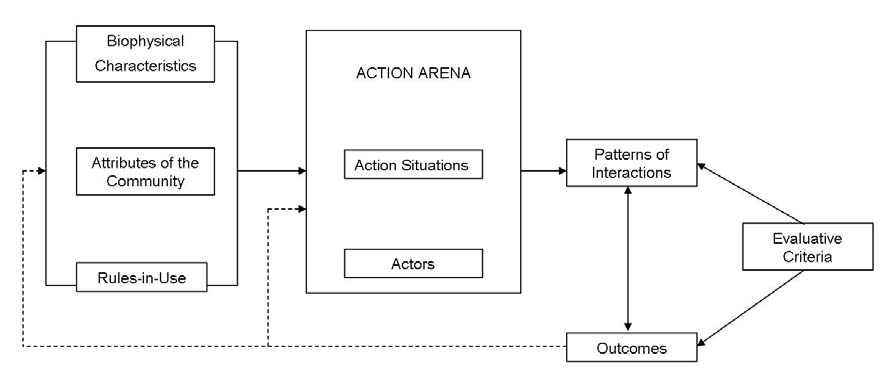 Biophysical
Characteristics
Attributes of the
Community
Rules-in-Use
ACTION ARENA
Action Situations
Actors
Patterns of
Interactions
Outcomes
Evaluative
Criteria